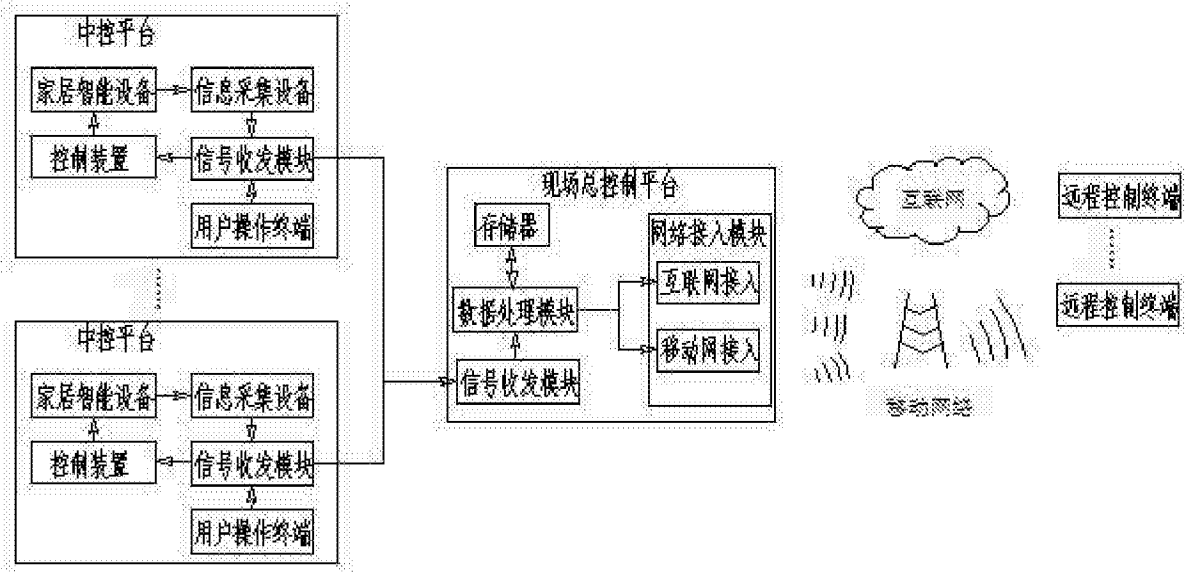 中控平台
家居智能设备
信息采集设备
控制装置
信号收发模块
用户操作终端
中控平台
家居智能设备
信息采集设备
控制装置
信号收发模块
用户操作终端
现场总控制平台
存储器
网络接入模块
互联网接入
数据处理模块
移动网接入
信号收发模块
互联网
移动网络
远程控制终端
远程控制终端